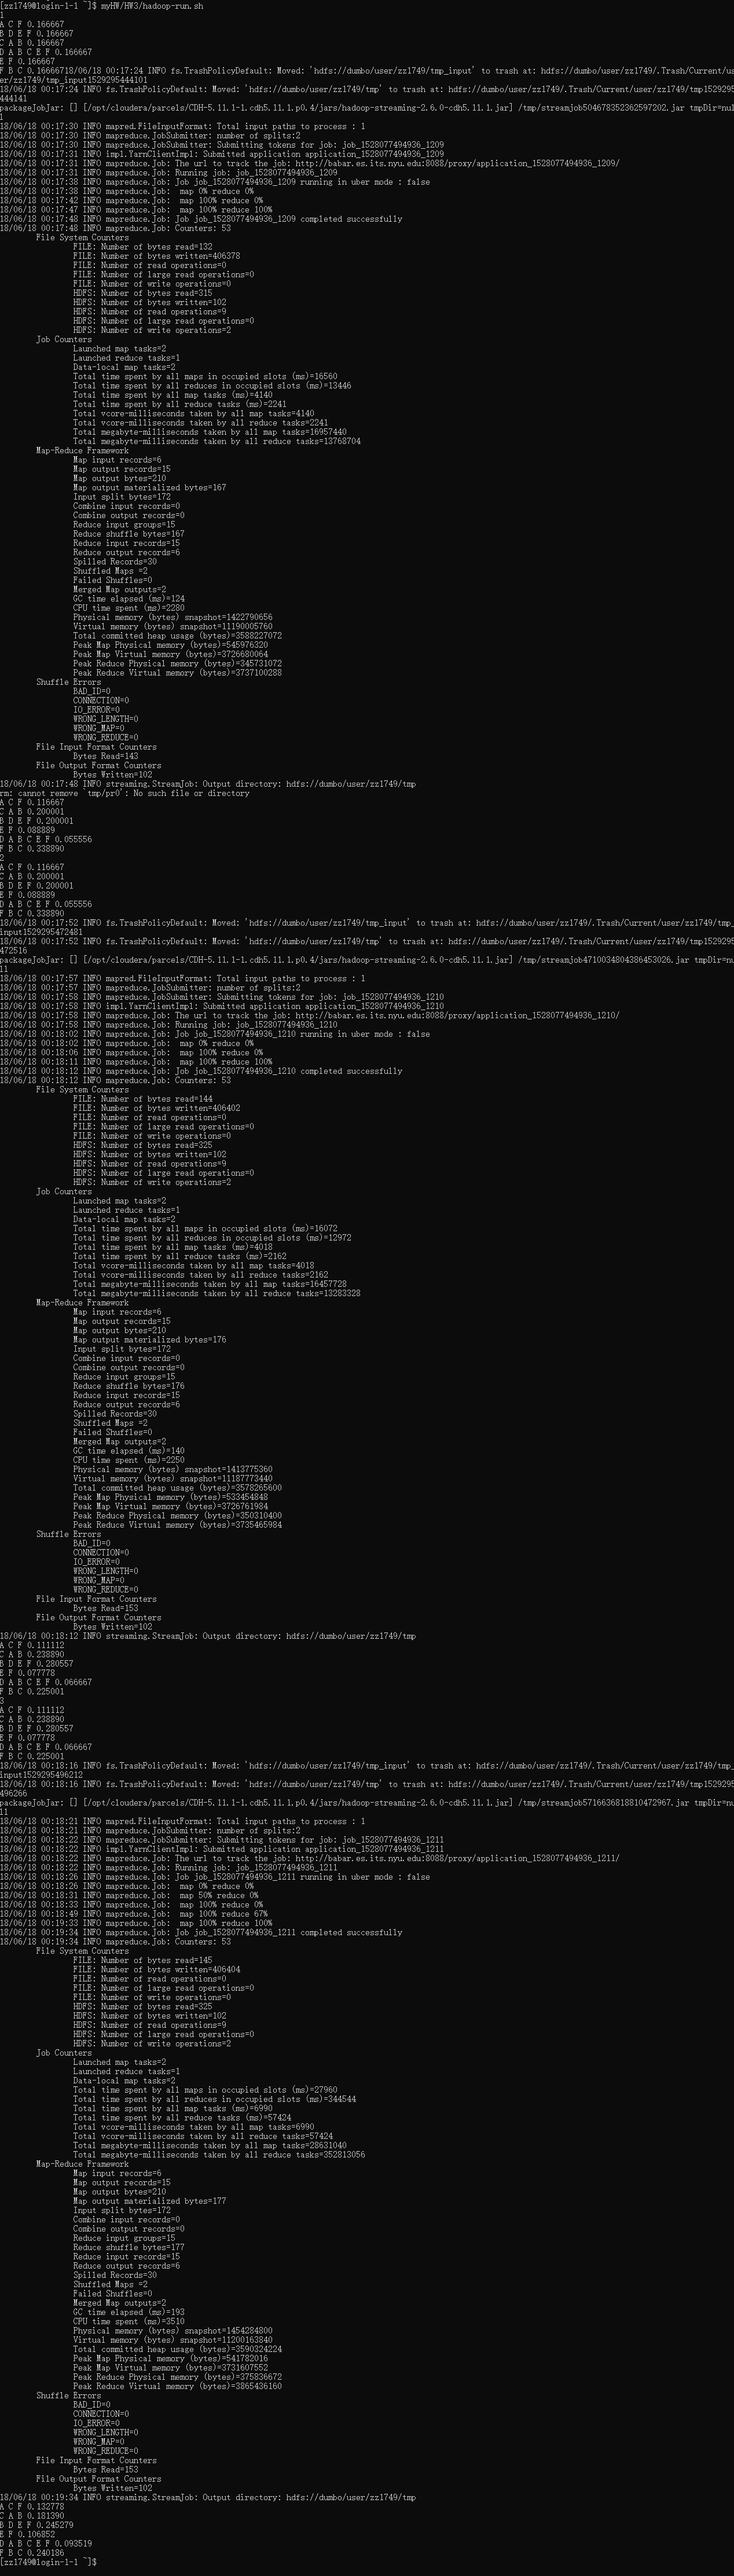 [zz1749@login-1-1 ~]$ myHW/HW3/hadoop-run.sh
1
A C F 0.166667
B D E F 0.166667
C A B 0.166667
D A B C E F 0.166667
E F 0.166667
F B C 0.16666718/06/18 00:17:24 INFO fs.TrashPolicyDefault: Moved: 'hdfs://dumbo/user/zz1749/tmp_input' to trash at: hdfs://dumbo/user/zz1749/.Trash/Current/us
er/zz1749/tmp_input1529295444101
18/06/18 00:17:24 INFO fs.TrashPolicyDefault: Moved: 'hdfs://dumbo/user/zz1749/tmp' to trash at: hdfs://dumbo/user/zz1749/.Trash/Current/user/zz1749/tmp1529295
444141
packageJobJar: [] [/opt/cloudera/parcels/CDH-5.11.1-1.cdh5.11.1.p0.4/jars/hadoop-streaming-2.6.0-cdh5.11.1.jar] /tmp/streamjob504678352362597202.jar tmpDir=nul
l
18/06/18 00:17:30 INFO mapred.FileInputFormat: Total input paths to process : 1
18/06/18 00:17:30 INFO mapreduce.JobSubmitter: number of splits:2
18/06/18 00:17:30 INFO mapreduce.JobSubmitter: Submitting tokens for job: job_1528077494936_1209
18/06/18 00:17:31 INFO impl.YarnClientImpl: Submitted application application_1528077494936_1209
18/06/18 00:17:31 INFO mapreduce.Job: The url to track the job: http://babar.es.its.nyu.edu:8088/proxy/application_1528077494936_1209/
18/06/18 00:17:31 INFO mapreduce.Job: Running job: job_1528077494936_1209
18/06/18 00:17:38 INFO mapreduce.Job: Job job_1528077494936_1209 running in uber mode : false
18/06/18 00:17:38 INFO mapreduce.Job:  map 0% reduce 0%
18/06/18 00:17:42 INFO mapreduce.Job:  map 100% reduce 0%
18/06/18 00:17:47 INFO mapreduce.Job:  map 100% reduce 100%
18/06/18 00:17:48 INFO mapreduce.Job: Job job_1528077494936_1209 completed successfully
18/06/18 00:17:48 INFO mapreduce.Job: Counters: 53
File System Counters
FILE: Number of bytes read=132
FILE: Number of bytes written=406378
FILE: Number of read operations=0
FILE: Number of large read operations=0
FILE: Number of write operations=0
HDFS: Number of bytes read=315
HDFS: Number of bytes written=102
HDFS: Number of read operations=9
HDFS: Number of large read operations=0
HDFS: Number of write operations=2
Job Counters
Launched map tasks=2
Launched reduce tasks=1
Data-local map tasks=2
Total time spent by all maps in occupied slots (ms)=16560
Total time spent by all reduces in occupied slots (ms)=13446
Total time spent by all map tasks (ms)=4140
Total time spent by all reduce tasks (ms)=2241
Total vcore-milliseconds taken by all map tasks=4140
Total vcore-milliseconds taken by all reduce tasks=2241
Total megabyte-milliseconds taken by all map tasks=16957440
Total megabyte-milliseconds taken by all reduce tasks=13768704
Map-Reduce Framework
Map input records=6
Map output records=15
Map output bytes=210
Map output materialized bytes=167
Input split bytes=172
Combine input records=0
Combine output records=0
Reduce input groups=15
Reduce shuffle bytes=167
Reduce input records=15
Reduce output records=6
Spilled Records=30
Shuffled Maps =2
Failed Shuffles=0
Merged Map outputs=2
GC time elapsed (ms)=124
CPU time spent (ms)=2280
Physical memory (bytes) snapshot=1422790656
Virtual memory (bytes) snapshot=11190005760
Total committed heap usage (bytes)=3588227072
Peak Map Physical memory (bytes)=545976320
Peak Map Virtual memory (bytes)=3726680064
Peak Reduce Physical memory (bytes)=345731072
Peak Reduce Virtual memory (bytes)=3737100288
Shuffle Errors
BAD_ID=0
CONNECTION=0
IO_ERROR=0
WRONG_LENGTH=0
WRONG_MAP=0
WRONG_REDUCE=0
File Input Format Counters
Bytes Read=143
File Output Format Counters
Bytes Written=102
18/06/18 00:17:48 INFO streaming.StreamJob: Output directory: hdfs://dumbo/user/zz1749/tmp
rm: cannot remove `tmp/pr0': No such file or directory
A C F 0.116667
C A B 0.200001
B D E F 0.200001
E F 0.088889
D A B C E F 0.055556
F B C 0.338890
2
A C F 0.116667
C A B 0.200001
B D E F 0.200001
E F 0.088889
D A B C E F 0.055556
F B C 0.338890
18/06/18 00:17:52 INFO fs.TrashPolicyDefault: Moved: 'hdfs://dumbo/user/zz1749/tmp_input' to trash at: hdfs://dumbo/user/zz1749/.Trash/Current/user/zz1749/tmp_
input1529295472481
18/06/18 00:17:52 INFO fs.TrashPolicyDefault: Moved: 'hdfs://dumbo/user/zz1749/tmp' to trash at: hdfs://dumbo/user/zz1749/.Trash/Current/user/zz1749/tmp1529295
472516
packageJobJar: [] [/opt/cloudera/parcels/CDH-5.11.1-1.cdh5.11.1.p0.4/jars/hadoop-streaming-2.6.0-cdh5.11.1.jar] /tmp/streamjob4710034804386453026.jar tmpDir=nu
ll
18/06/18 00:17:57 INFO mapred.FileInputFormat: Total input paths to process : 1
18/06/18 00:17:57 INFO mapreduce.JobSubmitter: number of splits:2
18/06/18 00:17:58 INFO mapreduce.JobSubmitter: Submitting tokens for job: job_1528077494936_1210
18/06/18 00:17:58 INFO impl.YarnClientImpl: Submitted application application_1528077494936_1210
18/06/18 00:17:58 INFO mapreduce.Job: The url to track the job: http://babar.es.its.nyu.edu:8088/proxy/application_1528077494936_1210/
18/06/18 00:17:58 INFO mapreduce.Job: Running job: job_1528077494936_1210
18/06/18 00:18:02 INFO mapreduce.Job: Job job_1528077494936_1210 running in uber mode : false
18/06/18 00:18:02 INFO mapreduce.Job:  map 0% reduce 0%
18/06/18 00:18:06 INFO mapreduce.Job:  map 100% reduce 0%
18/06/18 00:18:11 INFO mapreduce.Job:  map 100% reduce 100%
18/06/18 00:18:12 INFO mapreduce.Job: Job job_1528077494936_1210 completed successfully
18/06/18 00:18:12 INFO mapreduce.Job: Counters: 53
File System Counters
FILE: Number of bytes read=144
FILE: Number of bytes written=406402
FILE: Number of read operations=0
FILE: Number of large read operations=0
FILE: Number of write operations=0
HDFS: Number of bytes read=325
HDFS: Number of bytes written=102
HDFS: Number of read operations=9
HDFS: Number of large read operations=0
HDFS: Number of write operations=2
Job Counters
Launched map tasks=2
Launched reduce tasks=1
Data-local map tasks=2
Total time spent by all maps in occupied slots (ms)=16072
Total time spent by all reduces in occupied slots (ms)=12972
Total time spent by all map tasks (ms)=4018
Total time spent by all reduce tasks (ms)=2162
Total vcore-milliseconds taken by all map tasks=4018
Total vcore-milliseconds taken by all reduce tasks=2162
Total megabyte-milliseconds taken by all map tasks=16457728
Total megabyte-milliseconds taken by all reduce tasks=13283328
Map-Reduce Framework
Map input records=6
Map output records=15
Map output bytes=210
Map output materialized bytes=176
Input split bytes=172
Combine input records=0
Combine output records=0
Reduce input groups=15
Reduce shuffle bytes=176
Reduce input records=15
Reduce output records=6
Spilled Records=30
Shuffled Maps =2
Failed Shuffles=0
Merged Map outputs=2
GC time elapsed (ms)=140
CPU time spent (ms)=2250
Physical memory (bytes) snapshot=1413775360
Virtual memory (bytes) snapshot=11187773440
Total committed heap usage (bytes)=3578265600
Peak Map Physical memory (bytes)=533454848
Peak Map Virtual memory (bytes)=3726761984
Peak Reduce Physical memory (bytes)=350310400
Peak Reduce Virtual memory (bytes)=3735465984
Shuffle Errors
BAD_ID=0
CONNECTION=0
IO_ERROR=0
WRONG_LENGTH=0
WRONG_MAP=0
WRONG_REDUCE=0
File Input Format Counters
Bytes Read=153
File Output Format Counters
Bytes Written=102
18/06/18 00:18:12 INFO streaming.StreamJob: Output directory: hdfs://dumbo/user/zz1749/tmp
A C F 0.111112
C A B 0.238890
B D E F 0.280557
E F 0.077778
D A B C E F 0.066667
F B C 0.225001
3
A C F 0.111112
C A B 0.238890
B D E F 0.280557
E F 0.077778
D A B C E F 0.066667
F B C 0.225001
18/06/18 00:18:16 INFO fs.TrashPolicyDefault: Moved: 'hdfs://dumbo/user/zz1749/tmp_input' to trash at: hdfs://dumbo/user/zz1749/.Trash/Current/user/zz1749/tmp_
input1529295496212
18/06/18 00:18:16 INFO fs.TrashPolicyDefault: Moved: 'hdfs://dumbo/user/zz1749/tmp' to trash at: hdfs://dumbo/user/zz1749/.Trash/Current/user/zz1749/tmp1529295
496266
packageJobJar: [] [/opt/cloudera/parcels/CDH-5.11.1-1.cdh5.11.1.p0.4/jars/hadoop-streaming-2.6.0-cdh5.11.1.jar] /tmp/streamjob5716636818810472967.jar tmpDir=nu
ll
18/06/18 00:18:21 INFO mapred.FileInputFormat: Total input paths to process : 1
18/06/18 00:18:21 INFO mapreduce.JobSubmitter: number of splits:2
18/06/18 00:18:22 INFO mapreduce.JobSubmitter: Submitting tokens for job: job_1528077494936_1211
18/06/18 00:18:22 INFO impl.YarnClientImpl: Submitted application application_1528077494936_1211
18/06/18 00:18:22 INFO mapreduce.Job: The url to track the job: http://babar.es.its.nyu.edu:8088/proxy/application_1528077494936_1211/
18/06/18 00:18:22 INFO mapreduce.Job: Running job: job_1528077494936_1211
18/06/18 00:18:26 INFO mapreduce.Job: Job job_1528077494936_1211 running in uber mode : false
18/06/18 00:18:26 INFO mapreduce.Job:  map 0% reduce 0%
18/06/18 00:18:31 INFO mapreduce.Job:  map 50% reduce 0%
18/06/18 00:18:33 INFO mapreduce.Job:  map 100% reduce 0%
18/06/18 00:18:49 INFO mapreduce.Job:  map 100% reduce 67%
18/06/18 00:19:33 INFO mapreduce.Job:  map 100% reduce 100%
18/06/18 00:19:34 INFO mapreduce.Job: Job job_1528077494936_1211 completed successfully
18/06/18 00:19:34 INFO mapreduce.Job: Counters: 53
File System Counters
FILE: Number of bytes read=145
FILE: Number of bytes written=406404
FILE: Number of read operations=0
FILE: Number of large read operations=0
FILE: Number of write operations=0
HDFS: Number of bytes read=325
HDFS: Number of bytes written=102
HDFS: Number of read operations=9
HDFS: Number of large read operations=0
HDFS: Number of write operations=2
Job Counters
Launched map tasks=2
Launched reduce tasks=1
Data-local map tasks=2
Total time spent by all maps in occupied slots (ms)=27960
Total time spent by all reduces in occupied slots (ms)=344544
Total time spent by all map tasks (ms)=6990
Total time spent by all reduce tasks (ms)=57424
Total vcore-milliseconds taken by all map tasks=6990
Total vcore-milliseconds taken by all reduce tasks=57424
Total megabyte-milliseconds taken by all map tasks=28631040
Total megabyte-milliseconds taken by all reduce tasks=352813056
Map-Reduce Framework
Map input records=6
Map output records=15
Map output bytes=210
Map output materialized bytes=177
Input split bytes=172
Combine input records=0
Combine output records=0
Reduce input groups=15
Reduce shuffle bytes=177
Reduce input records=15
Reduce output records=6
Spilled Records=30
Shuffled Maps =2
Failed Shuffles=0
Merged Map outputs=2
GC time elapsed (ms)=193
CPU time spent (ms)=3510
Physical memory (bytes) snapshot=1454284800
Virtual memory (bytes) snapshot=11200163840
Total committed heap usage (bytes)=3590324224
Peak Map Physical memory (bytes)=541782016
Peak Map Virtual memory (bytes)=3731607552
Peak Reduce Physical memory (bytes)=375836672
Peak Reduce Virtual memory (bytes)=3865436160
Shuffle Errors
BAD_ID=0
CONNECTION=0
IO_ERROR=0
WRONG_LENGTH=0
WRONG_MAP=0
WRONG_REDUCE=0
File Input Format Counters
Bytes Read=153
File Output Format Counters
Bytes Written=102
18/06/18 00:19:34 INFO streaming.StreamJob: Output directory: hdfs://dumbo/user/zz1749/tmp
A C F 0.132778
C A B 0.181390
B D E F 0.245279
E F 0.106852
D A B C E F 0.093519
F B C 0.240186
[zz1749@login-1-1 ~]$